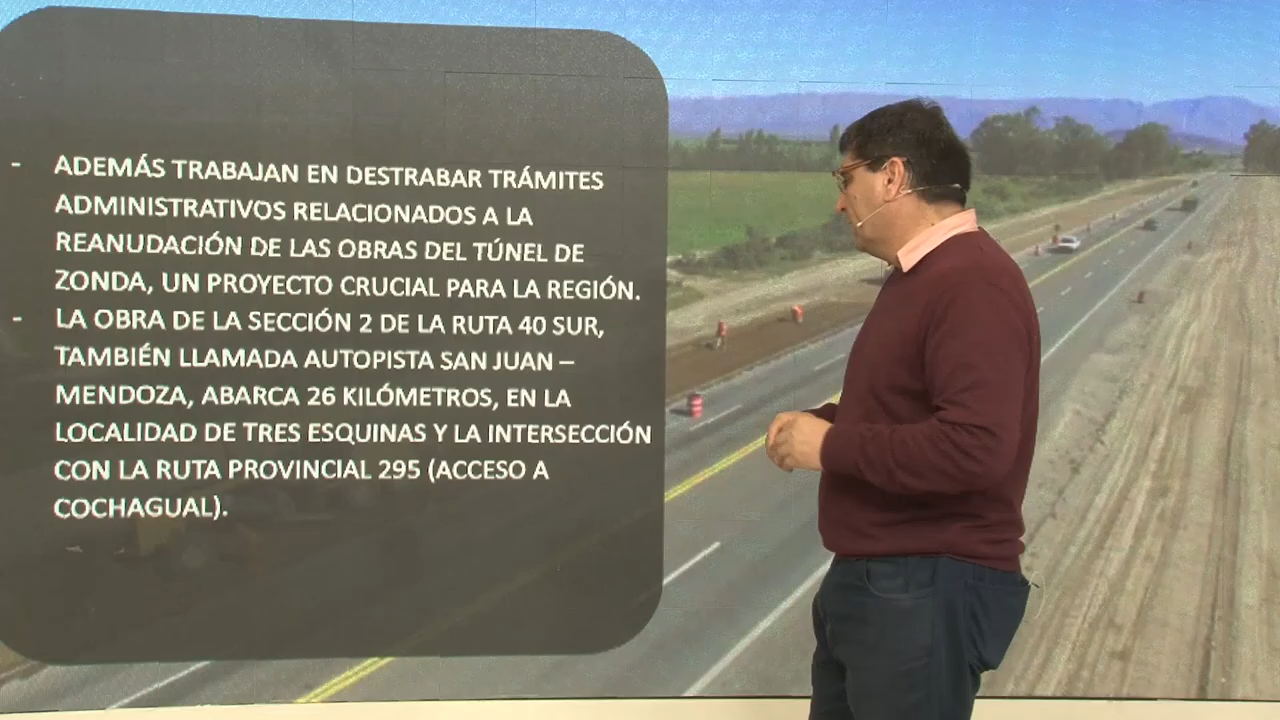 - ADEMÁS TRABAJAN EN DESTRABAR TRÁMITES
ADMINISTRATIVOS RELACIONADOS A LA
REANUDACIÓN DE LAS OBRAS DEL TÚNEL DE
ZONDA, UN PROYECTO CRUCIAL PARA LA REGIÓN.
- LA OBRA DE LA SECCIÓN 2 DE LA RUTA 40 SUR,
TAMBIÉN LLAMADA AUTOPISTA SAN JUAN –
MENDOZA, ABARCA 26 KILÓMETROS, EN LA
LOCALIDAD DE TRES ESQUINAS Y LA INTERSECCIÓN
CON LA RUTA PROVINCIAL 295 (ACCESO A
COCHAGUAL).